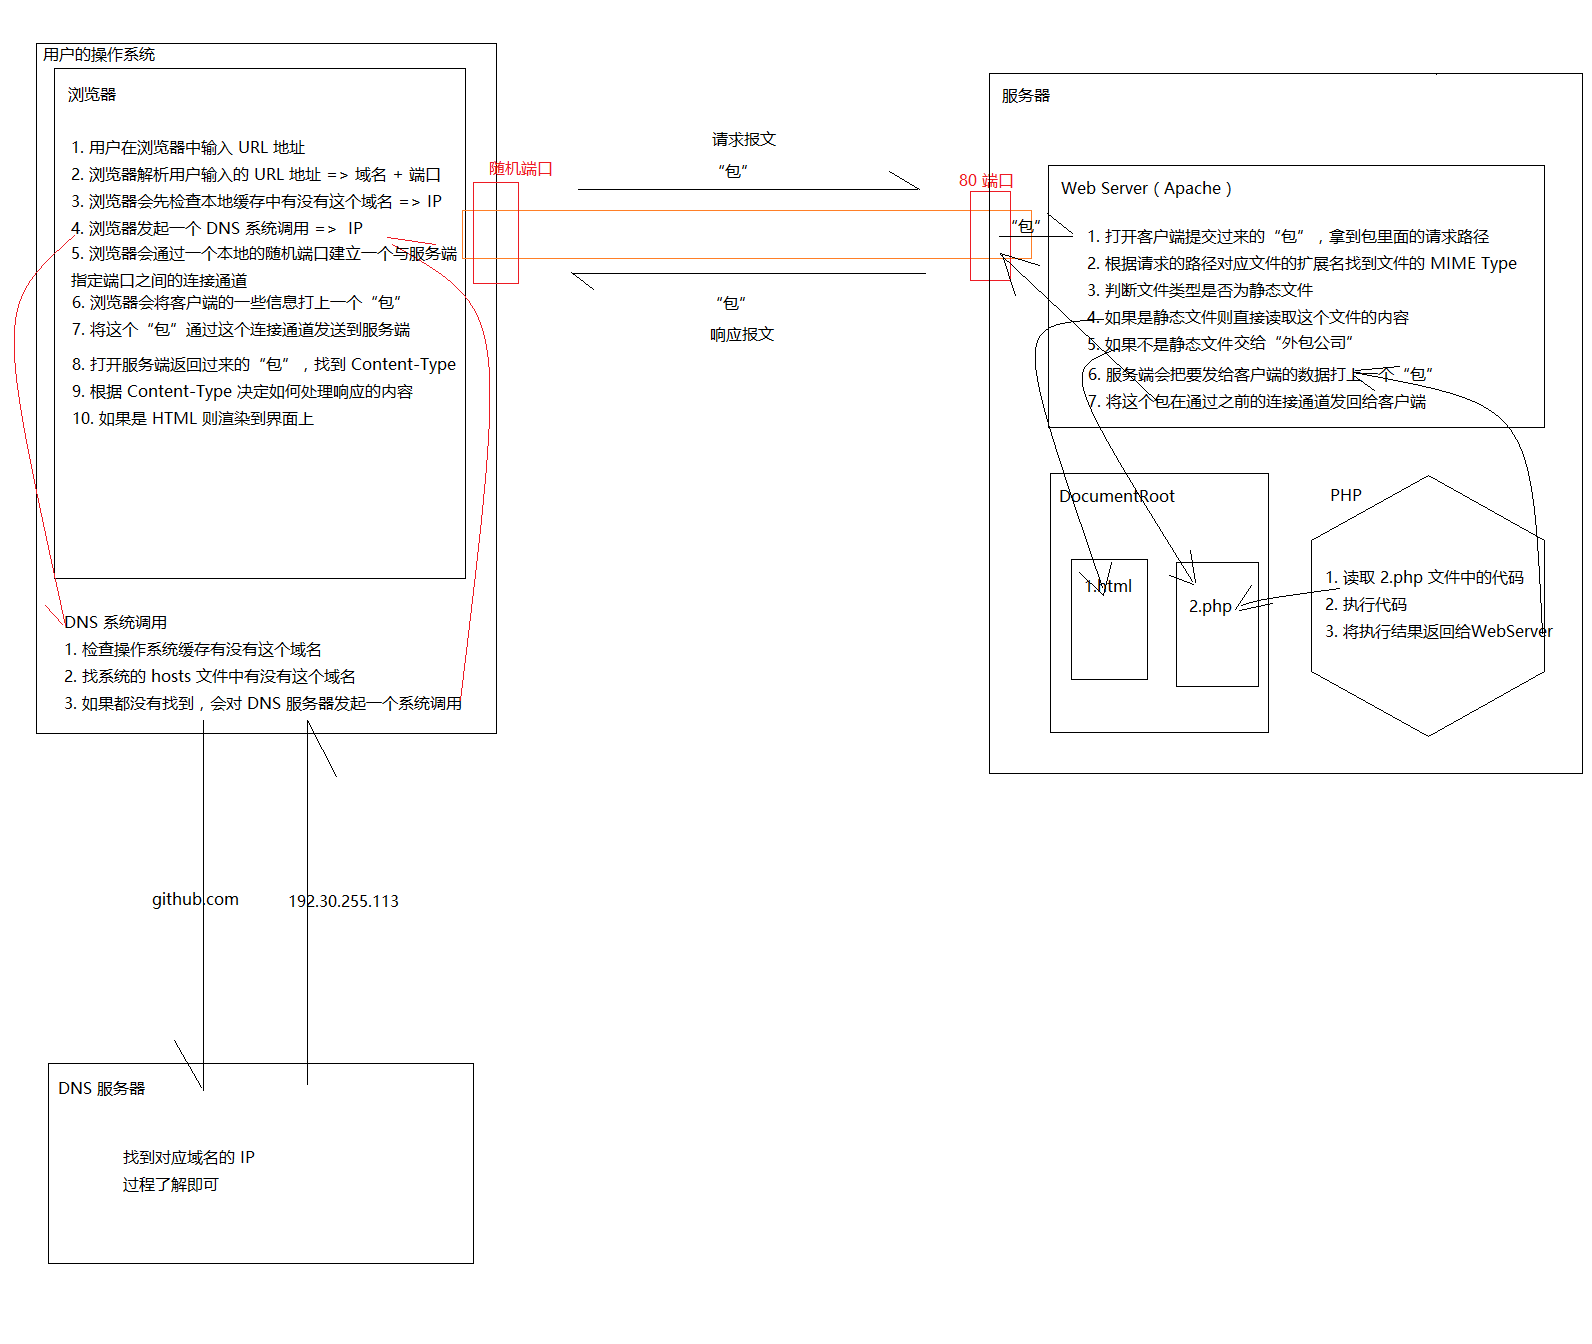 用户的操作系统
浏览器
1. 用户在浏览器中输入 URL 地址
2. 浏览器解析用户输入的 URL 地址 => 域名 + 端口
3. 浏览器会先检查本地缓存中有没有这个域名 => IP
4. 浏览器发起一个 DNS 系统调用 => IP
5. 浏览器会通过一个本地的随机端口建立一个与服务端
指定端口之间的连接通道
6. 浏览器会将客户端的一些信息打上一个“包”
7. 将这个“包”通过这个连接通道发送到服务端
8. 打开服务端返回过来的“包”，找到 Content-Type
9. 根据 Content-Type 决定如何处理响应的内容
10. 如果是 HTML 则渲染到界面上
DNS 系统调用
1. 检查操作系统缓存有没有这个域名
2. 找系统的 hosts 文件中有没有这个域名
3. 如果都没有找到，会对 DNS 服务器发起一个系统调用
随机端口
请求报文
“包”
“包”
响应报文
80 端口
“包”
服务器
Web Server（Apache）
1. 打开客户端提交过来的“包”，拿到包里面的请求路径
2. 根据请求的路径对应文件的扩展名找到文件的 MIME Type
3. 判断文件类型是否为静态文件
4. 如果是静态文件则直接读取这个文件的内容
5. 如果不是静态文件交给“外包公司”
6. 服务端会把要发给客户端的数据打上一个“包”
7. 将这个包在通过之前的连接通道发回给客户端
DocumentRoot
1.html
2.php
PHP
1. 读取 2.php 文件中的代码
2. 执行代码
3. 将执行结果返回给WebServer
github.com
192.30.255.113
DNS 服务器
找到对应域名的 IP
过程了解即可